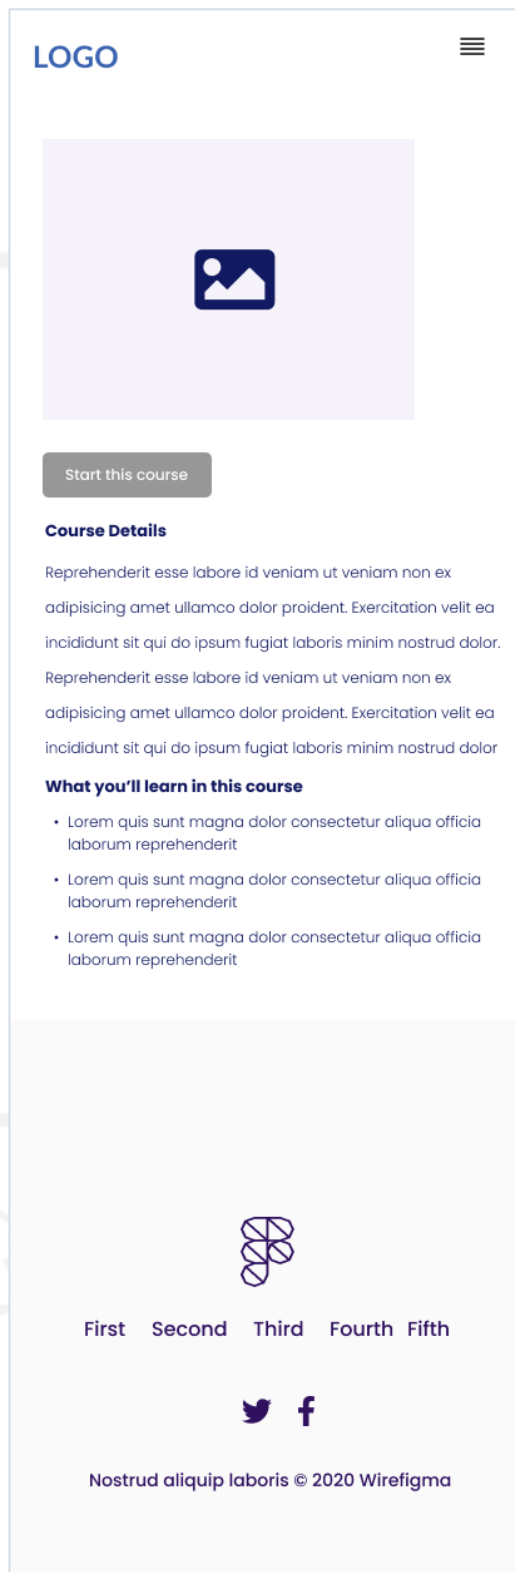 LOGO
Start this course
Course Details
Reprehenderit esse labore id veniam ut veniam non ex
adipisicing amet ullamco dolor proident. Exercitation velit ea
incididunt sit qui do ipsum fugiat laboris minim nostrud dolor.
Reprehenderit esse labore id veniam ut veniam non ex
adipisicing amet ullamco dolor proident. Exercitation velit ea
incididunt sit qui do ipsum fugiat laboris minim nostrud dolor
What you’ll learn in this course
• Lorem quis sunt magna dolor consectetur aliqua officia
laborum reprehenderit
• Lorem quis sunt magna dolor consectetur aliqua officia
laborum reprehenderit
• Lorem quis sunt magna dolor consectetur aliqua officia
laborum reprehenderit
First Second Third Fourth Fifth
Nostrud aliquip laboris © 2020 Wirefigma